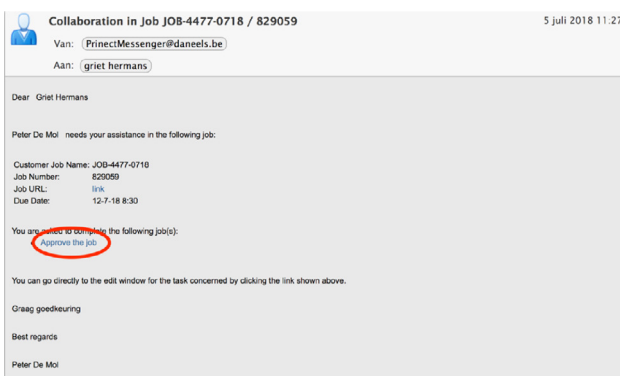 Collaboration in Job JOB-4477-0718 / 829059 5 juli 2018 11.27
Van: PrinectMessenger@daneels.be
Aan: griet hermans
Dear Griet Hermans
Peter De Mol needs your assistance in the following job:
Customer Job Name: JOB-4477-0718
Job Number: 829059
Job URL: link
Due Date: 12-7-18 8:30
You are asked to complete the following job(s):
Approve the job
You can go directly to the edit window for the task concerned by clicking the link shown above.
Graag goedkeuring
Best regards
Peter De Mol